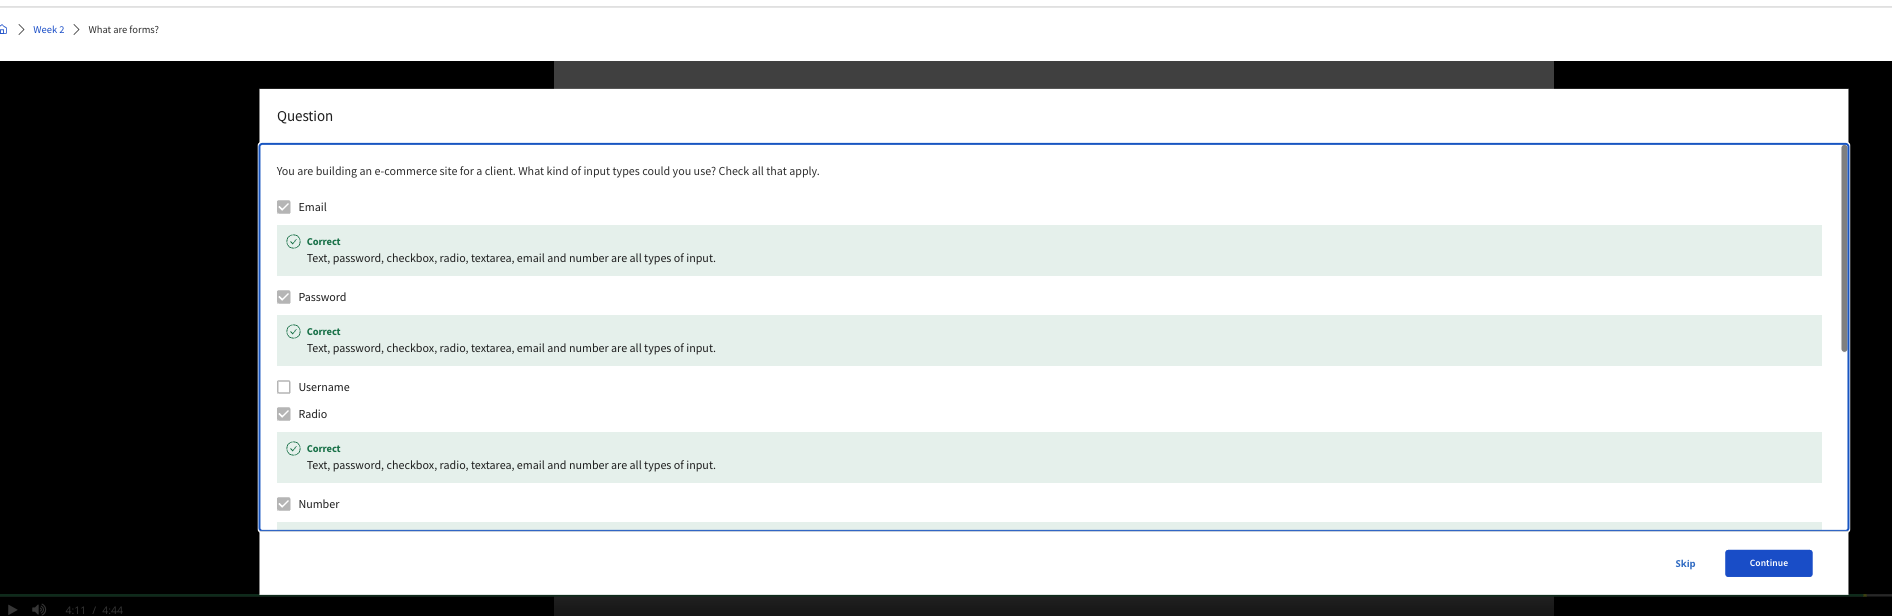 Week 2 What are forms?
Question
You are building an e-commerce site for a client. What kind of input types could you use? Check all that apply.
Email
Correct
Text, password, checkbox, radio, textarea, email and number are all types of input.
Password
Correct
Text, password, checkbox, radio, textarea, email and number are all types of input.
Username
Radio
Correct
Text, password, checkbox, radio, textarea, email and number are all types of input.
Number
Skip Continue
4:11 / 4:44